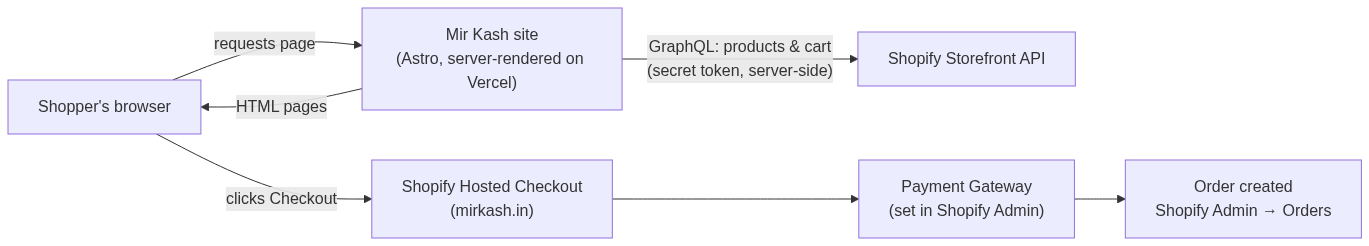 requests page
Mir Kash site
(Astro, server-rendered on
Vercel)
GraphQL: products & cart
(secret token, server-side)
Shopify Storefront API
Shopper's browser
HTML pages
clicks Checkout
Shopify Hosted Checkout
(mirkash.in)
Payment Gateway
(set in Shopify Admin)
Order created
Shopify Admin → Orders